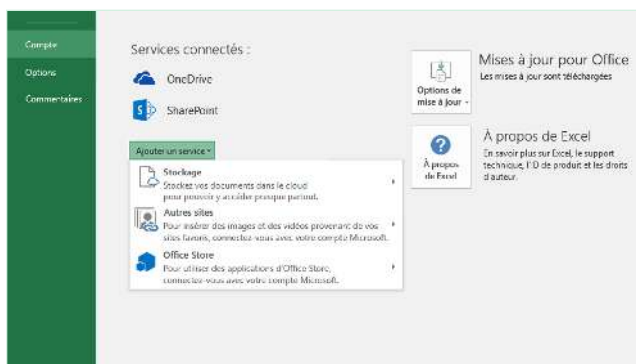 Compte
Options
Commentaires
Services connectés :
OneDrive
SharePoint
Ajouter un service
Stockage
Stockez vos documents dans le cloud
pour pouvoir y accéder presque partout.
Autres sites
Pour insérer des images et des vidéos provenant de vos
sites favoris, connectez-vous avec votre compte Microsoft.
Office Store
Pour utiliser des applications d'Office Store,
connectez-vous avec votre compte Microsoft.
Options de
mise à jour
Mises à jour pour Office
Les mises à jour sont téléchargées
À propos
de Excel
À propos de Excel
En savoir plus sur Excel, le support
technique, l'ID de produit et les droits
d'auteur.